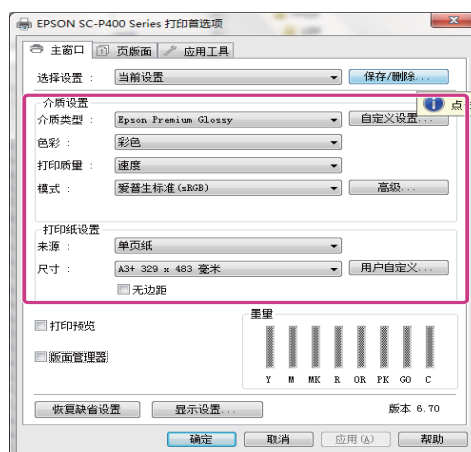 EPSON SC-P400 Series 打印首选项
主窗口 页版面 应用工具
选择设置 : 当前设置 保存/删除...
介质设置
点
介质类型 : Epson Premium Glossy 自定义设置...
色彩 : 彩色
打印质量 : 速度
模式 : 爱普生标准(sRGB) 高级...
打印纸设置
来源 : 单页纸
尺寸 : A3+ 329 x 483 毫米 用户自定义...
无边距
墨量
打印预览
版面管理器
Y M MK R OR PK GO C
恢复缺省设置 显示设置... 版本 6.70
确定 取消 应用(A) 帮助